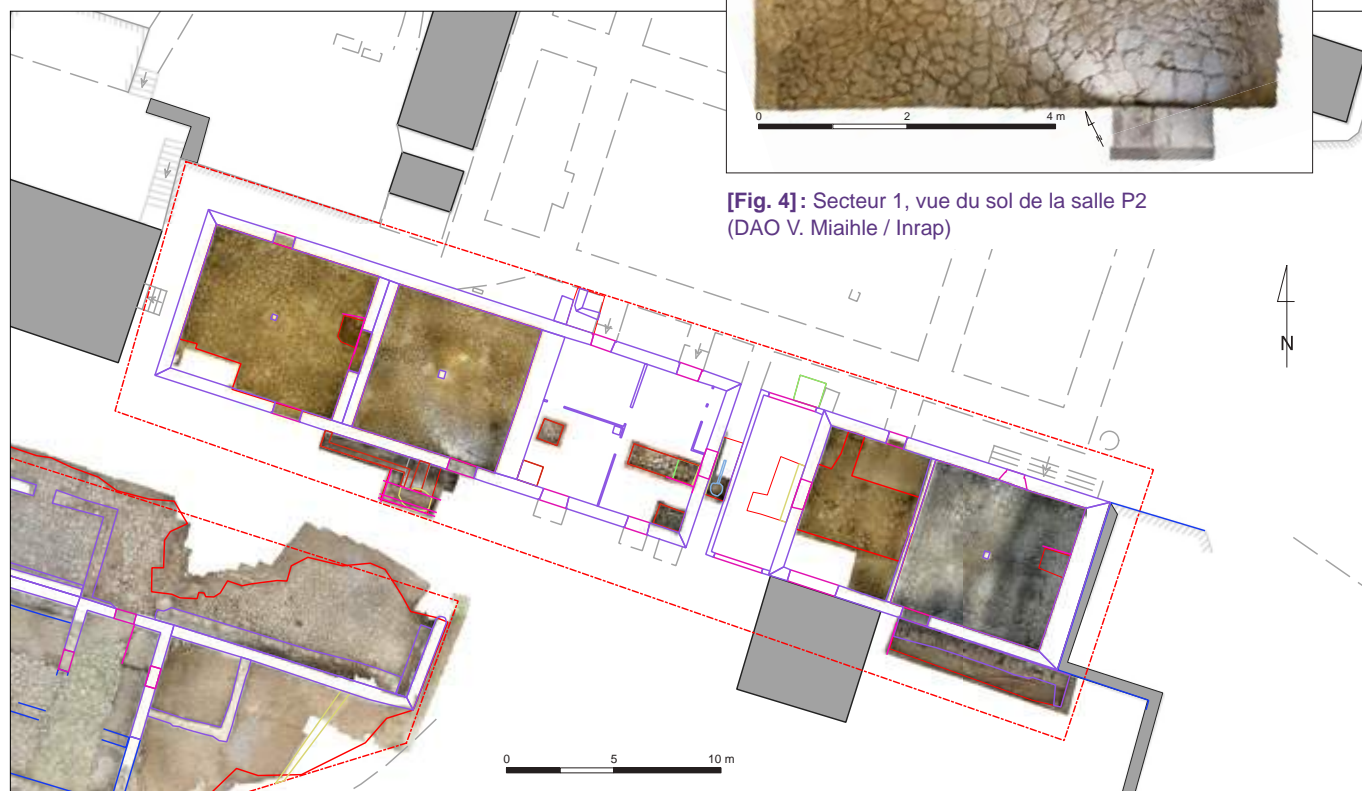 0 2 4 m
N
[Fig. 4] : Secteur 1, vue du sol de la salle P2
(DAO V. Miaihle / Inrap)
N
0 5 10 m